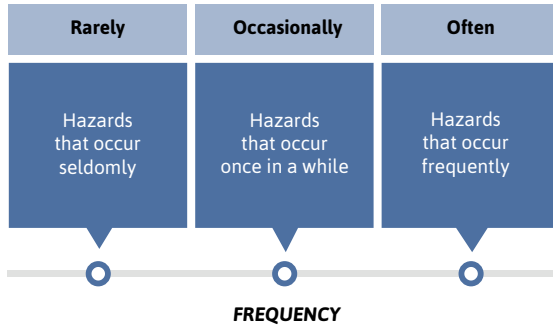 Rarely
Occasionally
Often
Hazards
that occur
seldomly
Hazards
that occur
once in a while
Hazards
that occur
frequently
FREQUENCY